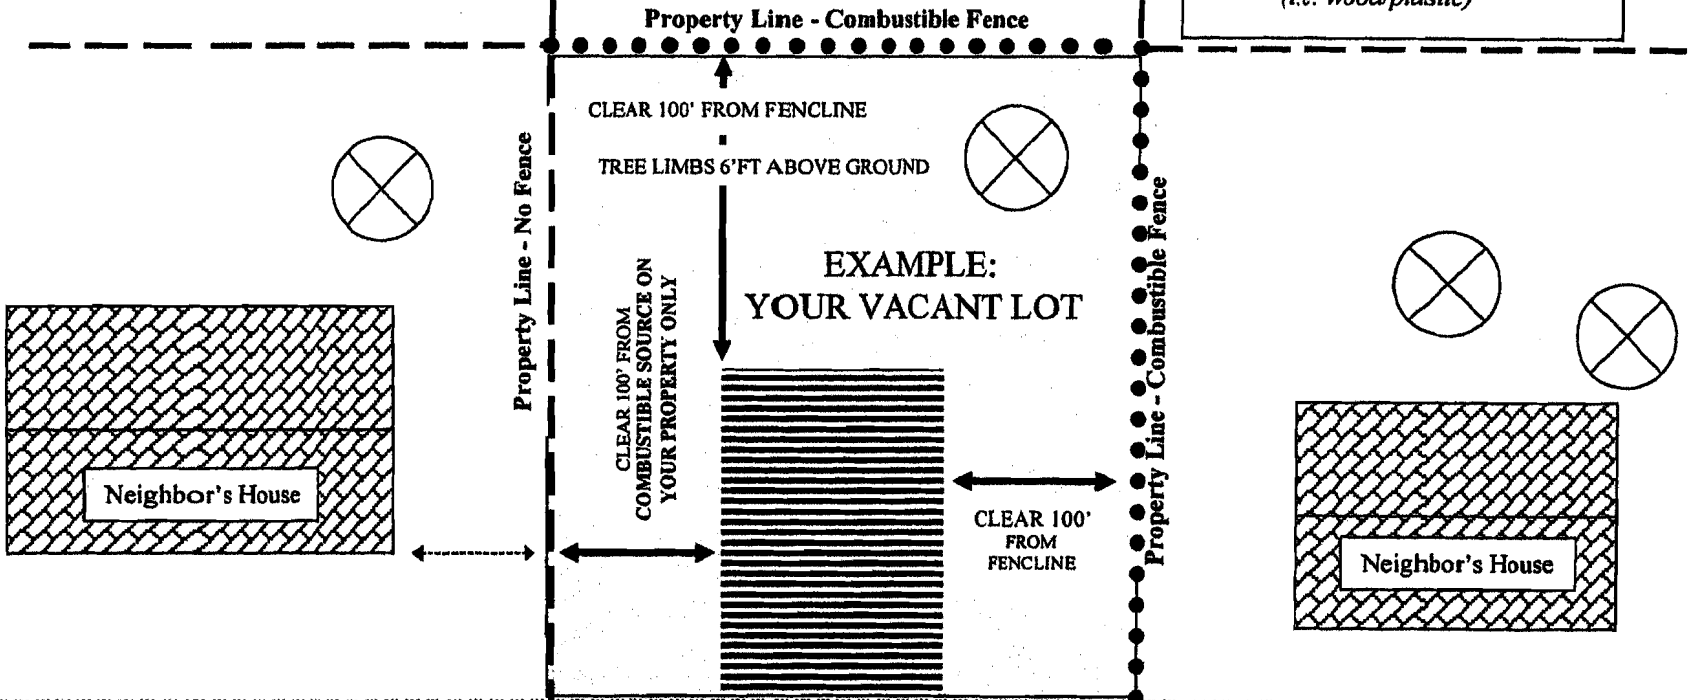 (i.e. wood/plastic)
Property Line - Combustible Fence
CLEAR 100' FROM FENCLINE
TREE LIMBS 6'FT ABOVE GROUND
Property Line - No Fence
EXAMPLE:
YOUR VACANT LOT
CLEAR 100' FROM
COMBUSTIBLE SOURCE ON
YOUR PROPERTY ONLY
Property Line - Combustible Fence
Neighbor's House
CLEAR 100'
FROM
FENCLINE
Neighbor's House